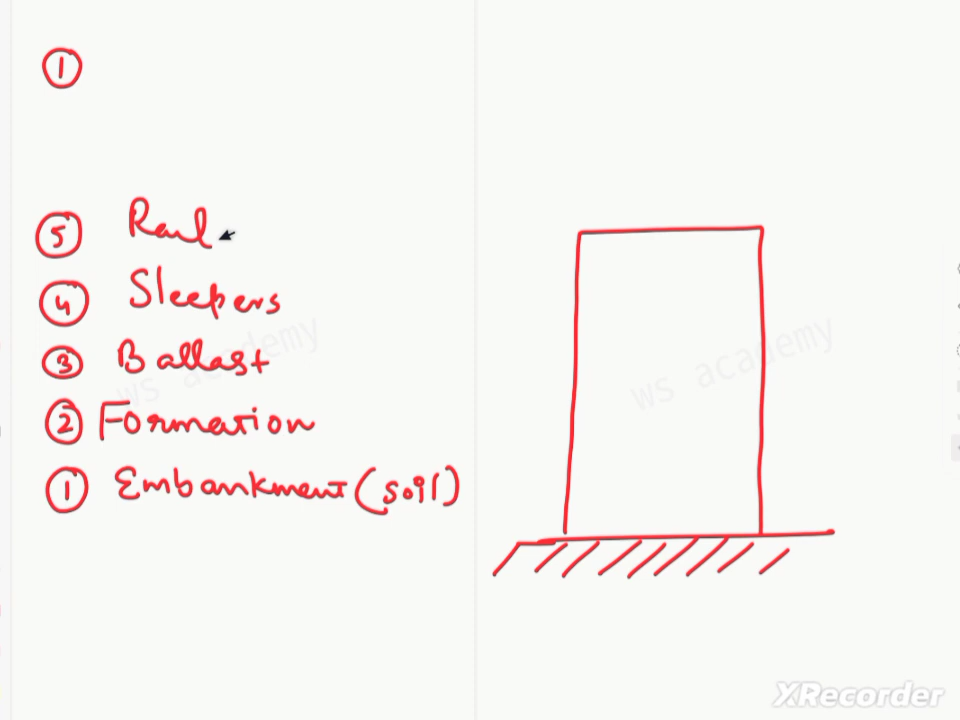 ①
⑤ Rail
④ Sleepers
③ Ballast
② Formation
① Embankment (soil)
ws academy
ws academy
XRecorder